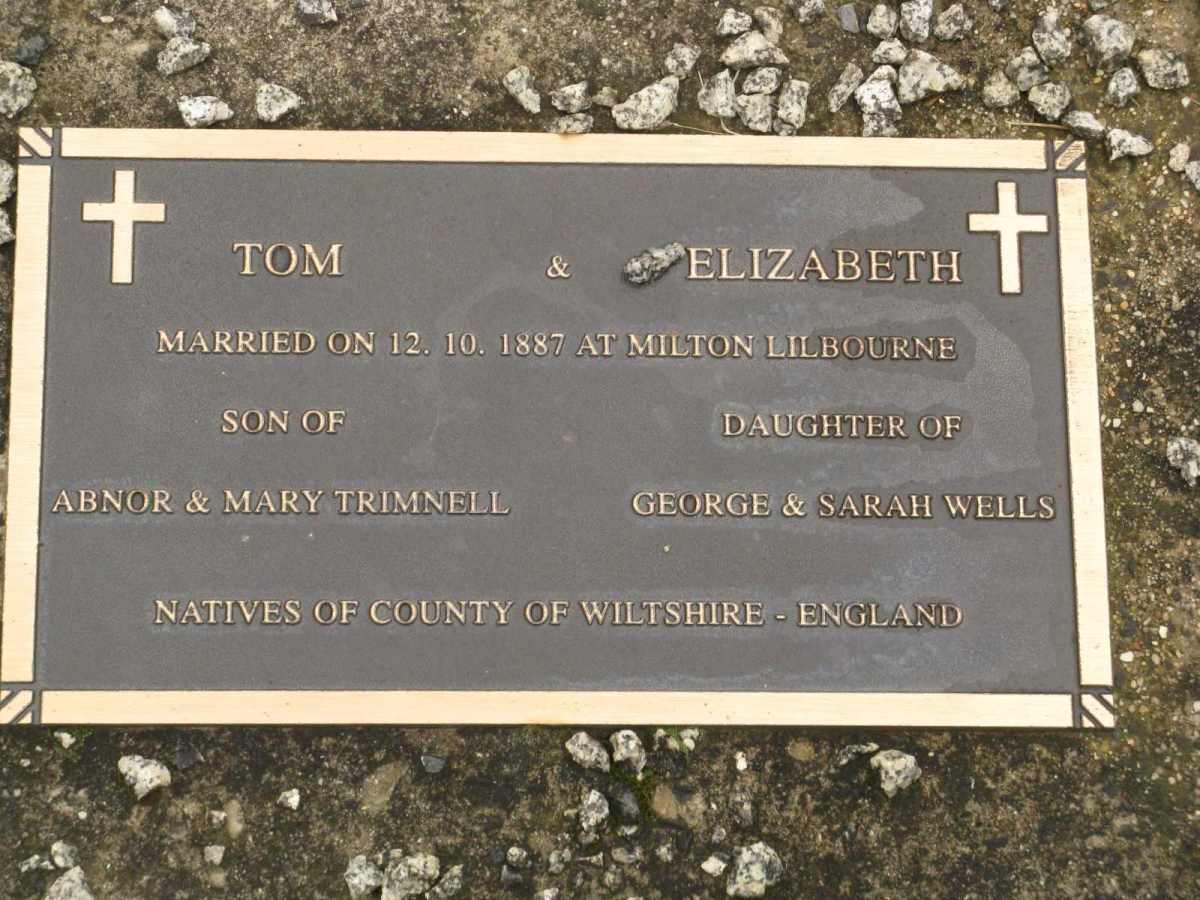 TOM & ELIZABETH
MARRIED ON 12. 10. 1887 AT MILTON LILBOURNE
SON OF DAUGHTER OF
ABNOR & MARY TRIMNELL GEORGE & SARAH WELLS
NATIVES OF COUNTY OF WILTSHIRE - ENGLAND